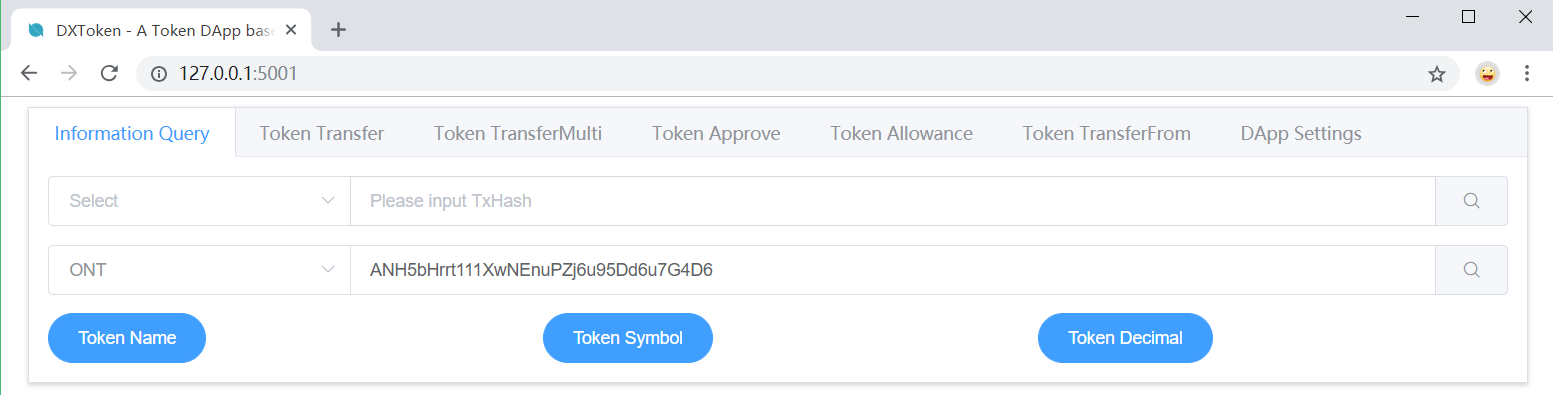 DXToken - A Token DApp base
127.0.0.1:5001
Information Query Token Transfer Token TransferMulti Token Approve Token Allowance Token TransferFrom DApp Settings
Select Please input TxHash
ONT ANH5bHrrt111XwNEnuPZj6u95Dd6u7G4D6
Token Name Token Symbol Token Decimal